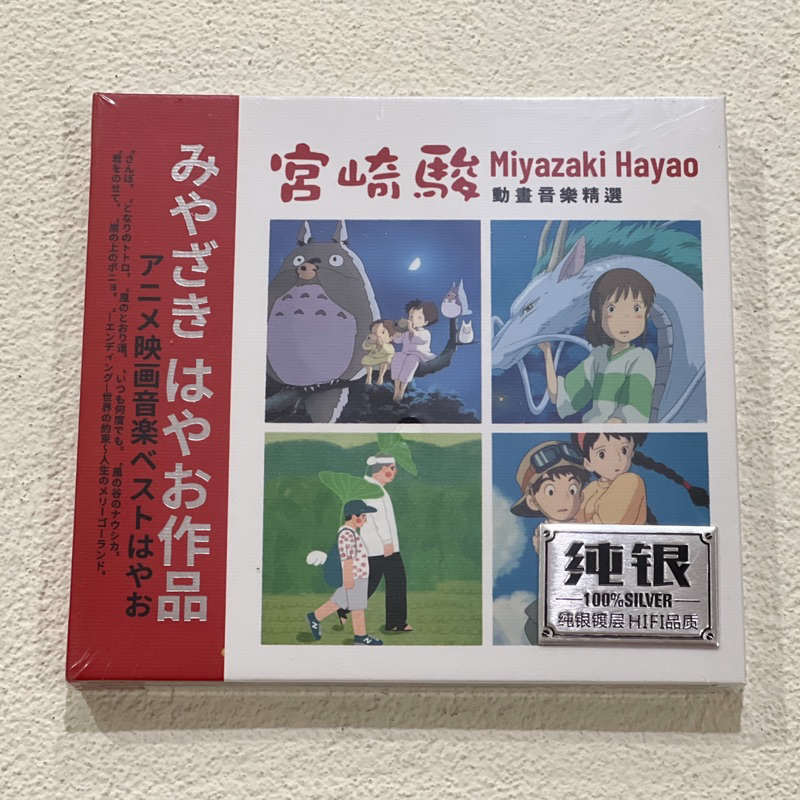 みやざき はやお作品
アニメ映画音楽ベストはやお
“さんぽ。 “となりのトトロ。 “風のとおり道。 “いつも何度でも。 “風の谷のナウシカ。
“君をのせて。 “崖の上のポニョ。 ーエンディングー世界の約束～人生のメリーゴーランド。
宮崎駿 Miyazaki Hayao
動畫音樂精選
纯银
100%SILVER
纯银镀层 HIFI品质